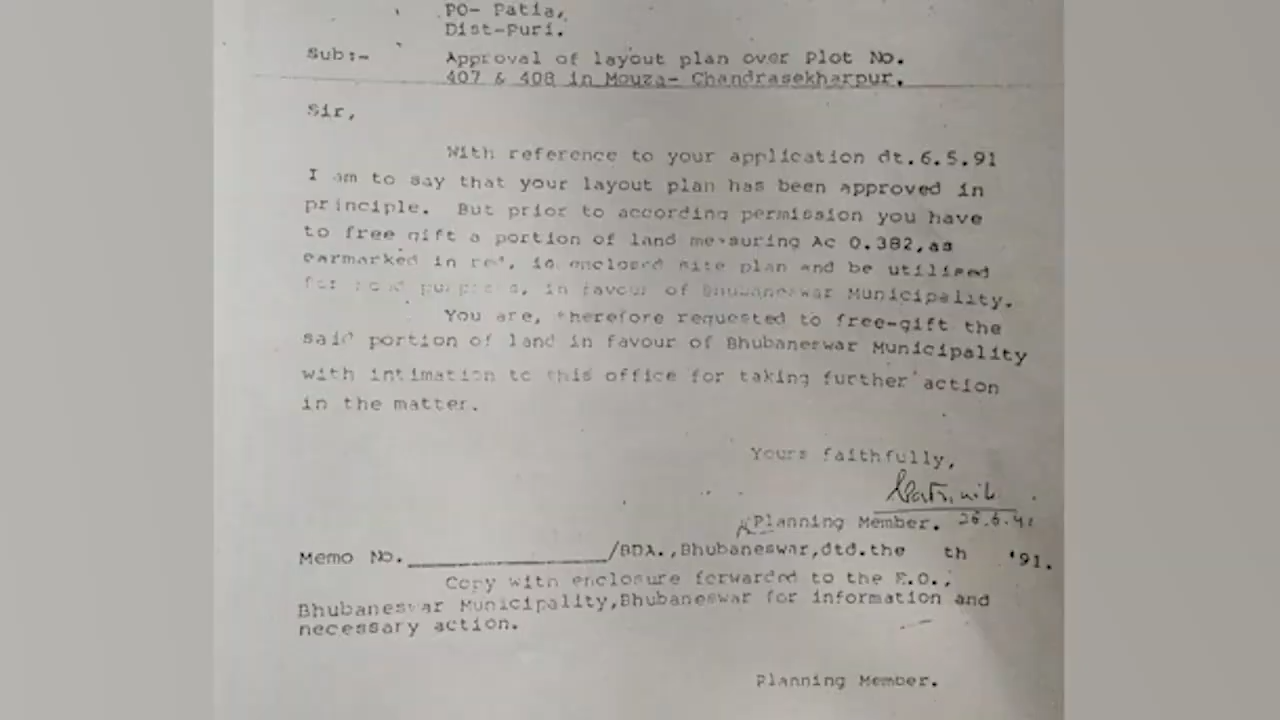 PO- Patia,
Dist-Puri.
Sub:- Approval of layout plan over Plot No.
407 & 408 in Mouza- Chandrasekharpur.
Sir,
With reference to your application dt.6.5.91
I am to say that your layout plan has been approved in
principle. But prior to according permission you have
to free gift a portion of land measuring Ac 0.382,as
earmarked in red, in enclosed site plan and be utilised
for road purposes, in favour of Bhubaneswar Municipality.
You are, therefore requested to free-gift the
said portion of land in favour of Bhubaneswar Municipality
with intimation to this office for taking further action
in the matter.
Yours faithfully,
Planning Member. 26.6.91
Memo No. /BDA.,Bhubaneswar,dtd.the th '91.
Copy with enclosure forwarded to the E.O.,
Bhubaneswar Municipality,Bhubaneswar for information and
necessary action.
Planning Member.